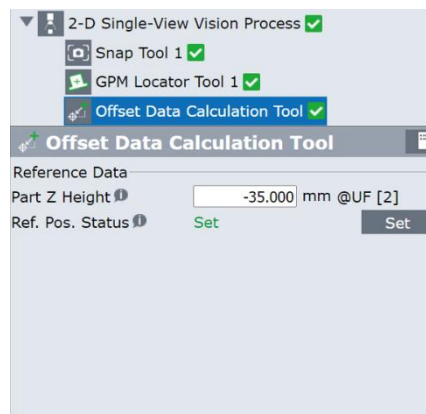 2-D Single-View Vision Process
Snap Tool 1
GPM Locator Tool 1
Offset Data Calculation Tool
Offset Data Calculation Tool
Reference Data
Part Z Height -35.000 mm @UF [2]
Ref. Pos. Status Set Set